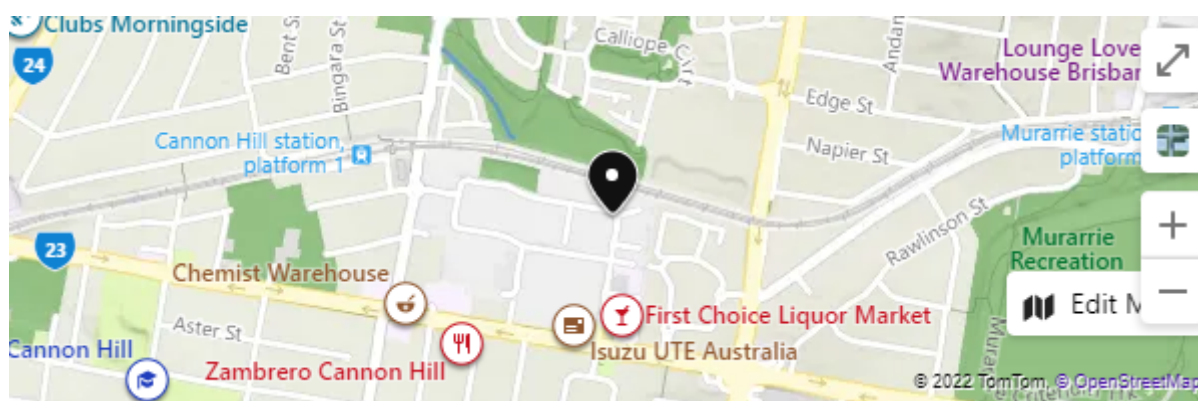 Clubs Morningside
24
Bent St
Bingara St
Calliope Cct
Lounge Love
Warehouse Brisbar
Edge St
Napier St
Cannon Hill station,
platform 1
Murarrie static
platform
Rawlinson St
23
Murarrie
Recreation
Chemist Warehouse
Edit M
First Choice Liquor Market
Aster St
Isuzu UTE Australia
Cannon Hill
Zambrero Cannon Hill
© 2022 TomTom, © OpenStreetMap